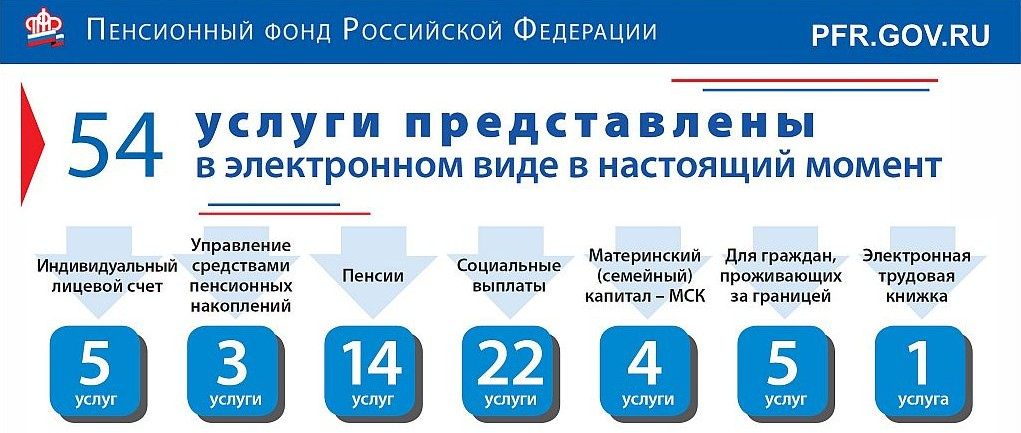 Пенсионный фонд Российской Федерации
PFR.GOV.RU
54
услуги представлены
в электронном виде в настоящий момент
Индивидуальный
лицевой счет
5
услуг
Управление
средствами
пенсионных
накоплений
3
услуги
Пенсии
14
услуг
Социальные
выплаты
22
услуги
Материнский
(семейный)
капитал – МСК
4
услуги
Для граждан,
проживающих
за границей
5
услуг
Электронная
трудовая
книжка
1
услуга